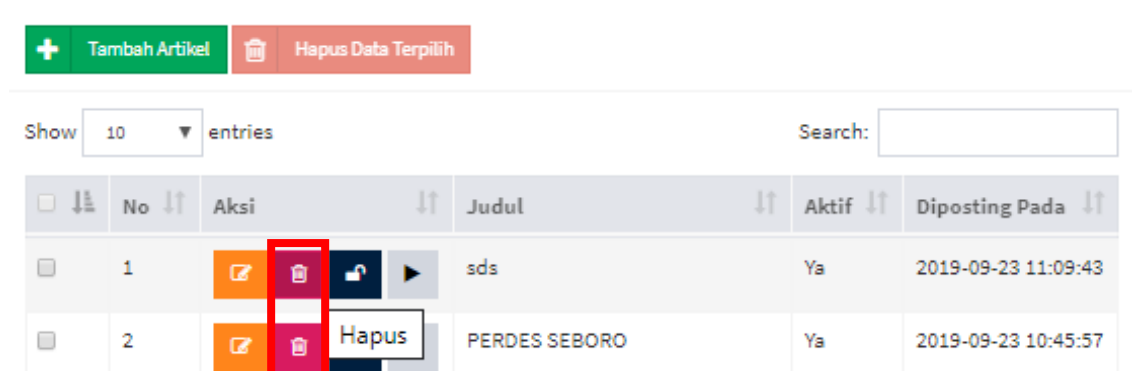 Tambah Artikel Hapus Data Terpilih
Show 10 entries Search:
No Aksi Judul Aktif Diposting Pada
1 sds Ya 2019-09-23 11:09:43
Hapus
2 PERDES SEBORO Ya 2019-09-23 10:45:57